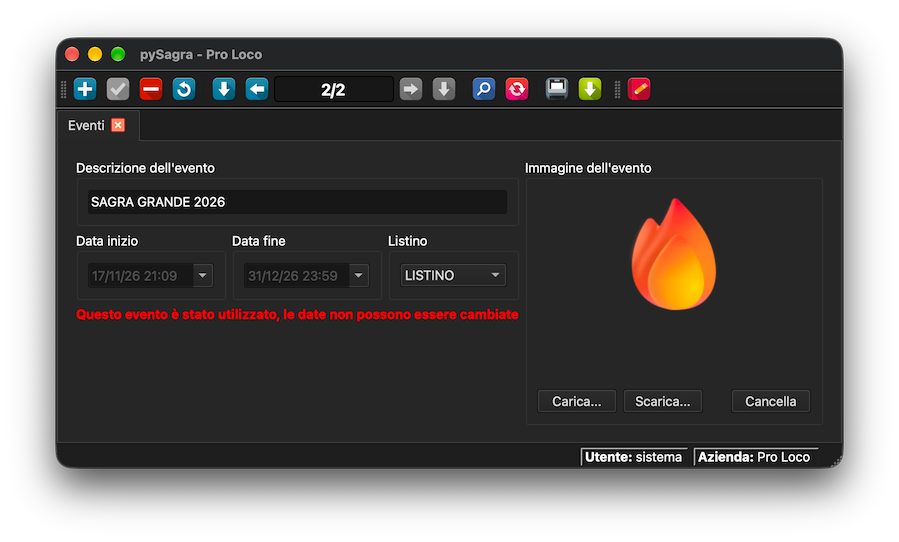 pySagra - Pro Loco
2/2
Eventi
Descrizione dell'evento
SAGRA GRANDE 2026
Data inizio
Data fine
Listino
17/11/26 21:09
31/12/26 23:59
LISTINO
Questo evento è stato utilizzato, le date non possono essere cambiate
Immagine dell'evento
Carica...
Scarica...
Cancella
Utente: sistema
Azienda: Pro Loco